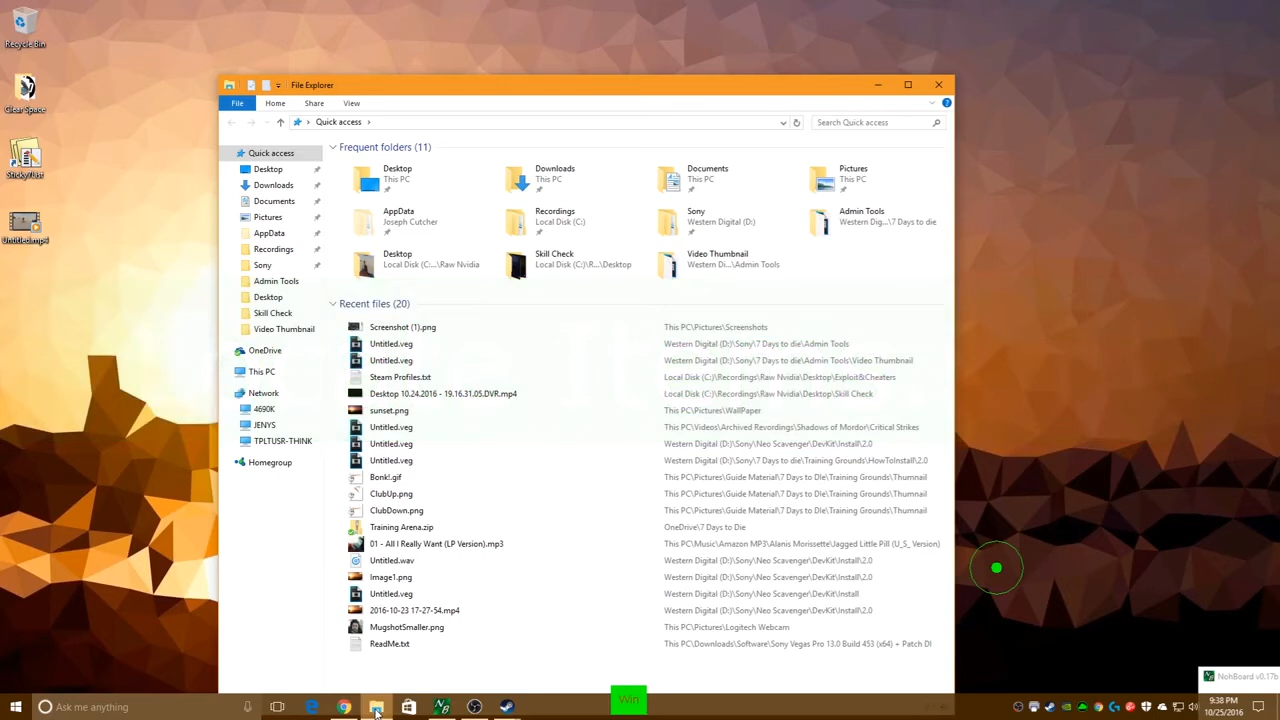 Recycle Bin
Clear Space
Sticky7List
Untitled.mp4
File Explorer
File Home Share View
Quick access
Search Quick access
Quick access
Desktop
Downloads
Documents
Pictures
AppData
Recordings
Sony
Admin Tools
Desktop
Skill Check
Video Thumbnail
OneDrive
This PC
Network
4690K
JENYS
TPLTUSR-THINK
Homegroup
Frequent folders (11)
Desktop
This PC
Downloads
This PC
Documents
This PC
Pictures
This PC
AppData
Joseph Cutcher
Recordings
Local Disk (C:)
Sony
Western Digital (D:)
Admin Tools
Western Dig...\7 Days to die
Desktop
Local Disk (C:...\Raw Nvidia
Skill Check
Local Disk (C:)\R...\Desktop
Video Thumbnail
Western Di...\Admin Tools
Recent files (20)
Screenshot (1).png This PC\Pictures\Screenshots
Untitled.veg Western Digital (D:)\Sony\7 Days to die\Admin Tools
Untitled.veg Western Digital (D:)\Sony\7 Days to die\Admin Tools\Video Thumbnail
Steam Profiles.txt Local Disk (C:)\Recordings\Raw Nvidia\Desktop\Exploit&Cheaters
Desktop 10.24.2016 - 19.16.31.05.DVR.mp4 Local Disk (C:)\Recordings\Raw Nvidia\Desktop\Skill Check
sunset.png This PC\Pictures\WallPaper
Untitled.veg This PC\Videos\Archived Revordings\Shadows of Mordor\Critical Strikes
Untitled.veg Western Digital (D:)\Sony\Neo Scavenger\DevKit\Install\2.0
Untitled.veg Western Digital (D:)\Sony\7 Days to die\Training Grounds\HowToInstall\2.0
Bonk!.gif This PC\Pictures\Guide Material\7 Days to DIe\Training Grounds\Thumnail
ClubUp.png This PC\Pictures\Guide Material\7 Days to DIe\Training Grounds\Thumnail
ClubDown.png This PC\Pictures\Guide Material\7 Days to DIe\Training Grounds\Thumnail
Training Arena.zip OneDrive\7 Days to Die
01 - All I Really Want (LP Version).mp3 This PC\Music\Amazon MP3\Alanis Morissette\Jagged Little Pill (U_S_ Version)
Untitled.wav Western Digital (D:)\Sony\Neo Scavenger\DevKit\Install\2.0
Image1.png Western Digital (D:)\Sony\Neo Scavenger\DevKit\Install\2.0
Untitled.veg Western Digital (D:)\Sony\Neo Scavenger\DevKit\Install
2016-10-23 17-27-54.mp4 Western Digital (D:)\Sony\Neo Scavenger\DevKit\Install\2.0
MugshotSmaller.png This PC\Pictures\Logitech Webcam
ReadMe.txt This PC\Downloads\Software\Sony Vegas Pro 13.0 Build 453 (x64) + Patch DI
NohBoard v0.17b
Ask me anything
Win
9:38 PM
10/25/2016